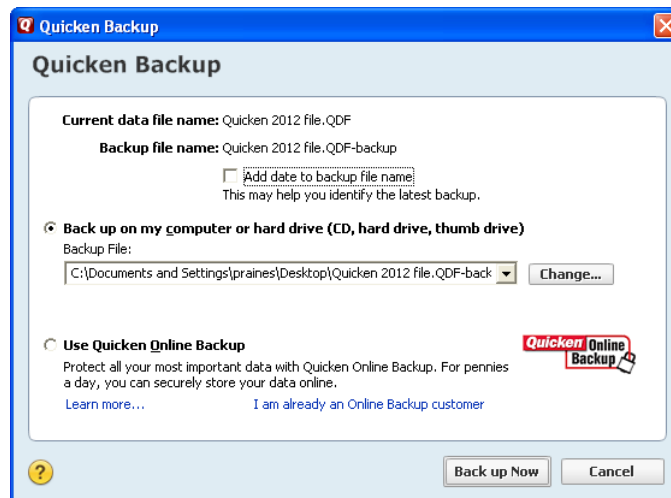 Quicken Backup
Quicken Backup
Current data file name: Quicken 2012 file.QDF
Backup file name: Quicken 2012 file.QDF-backup
Add date to backup file name
This may help you identify the latest backup.
Back up on my computer or hard drive (CD, hard drive, thumb drive)
Backup File:
C:\Documents and Settings\praines\Desktop\Quicken 2012 file.QDF-back
Change...
Use Quicken Online Backup
Quicken Online
Backup
Protect all your most important data with Quicken Online Backup. For pennies
a day, you can securely store your data online.
Learn more...
I am already an Online Backup customer
?
Back up Now
Cancel